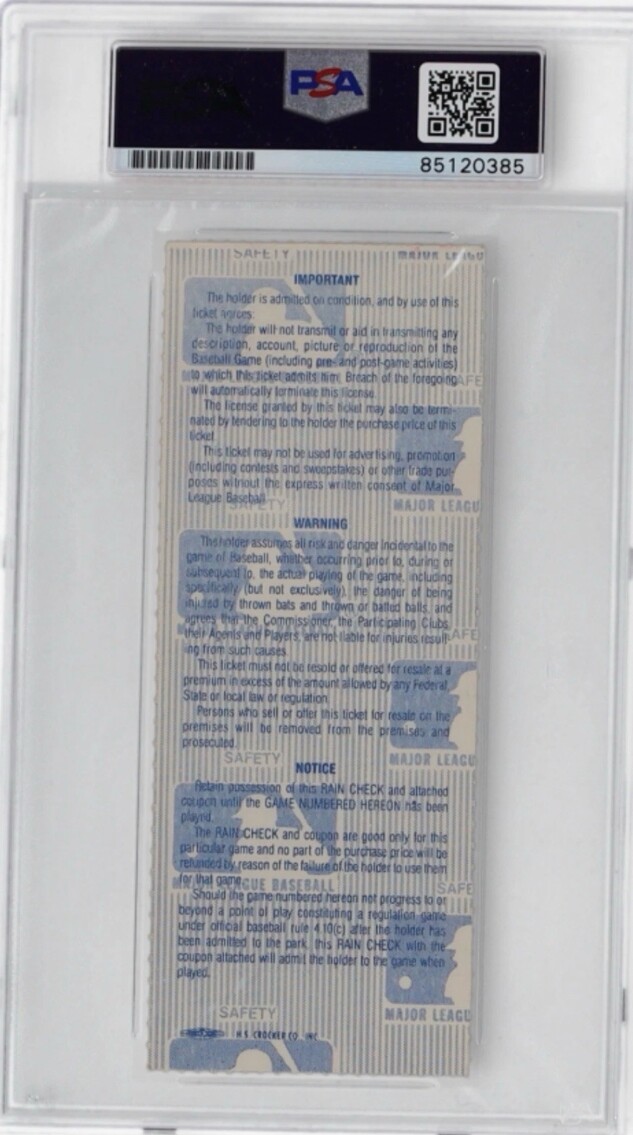 PSA
85120385
SAFETY MAJOR LEAGU
IMPORTANT
The holder is admitted on condition, and by use of this
ticket agrees:
The holder will not transmit or aid in transmitting any
description, account, picture or reproduction of the
Baseball Game (including pre- and post-game activities)
to which this ticket admits him. Breach of the foregoing
will automatically terminate this license.
SAFE
The license granted by this ticket may also be termi-
nated by tendering to the holder the purchase price of this
ticket.
This ticket may not be used for advertising, promotion
(including contests and sweepstakes) or other trade pur-
poses without the express written consent of Major
League Baseball.
SAFETY MAJOR LEAGU
WARNING
The holder assumes all risk and danger incidental to the
game of Baseball, whether occurring prior to, during or
subsequent to, the actual playing of the game, including
specifically (but not exclusively), the danger of being
injured by thrown bats and thrown or batted balls, and
agrees that the Commissioner, the Participating Clubs,
their Agents and Players, are not liable for injuries result-
ing from such causes.
SAFE
This ticket must not be resold or offered for resale at a
premium in excess of the amount allowed by any Federal,
State or local law or regulation.
Persons who sell or offer this ticket for resale on the
premises will be removed from the premises and
prosecuted.
SAFETY MAJOR LEAGU
NOTICE
Retain possession of this RAIN CHECK and attached
coupon until the GAME NUMBERED HEREON has been
played.
The RAIN CHECK and coupon are good only for this
particular game and no part of the purchase price will be
refunded by reason of the failure of the holder to use them
for that game.
MAJOR LEAGUE BASEBALL SAFE
Should the game numbered hereon not progress to or
beyond a point of play constituting a regulation game
under official baseball rule 4.10(c) after the holder has
been admitted to the park, this RAIN CHECK with the
coupon attached will admit the holder to the game when
played.
SAFETY MAJOR LEAGU
H.S. CROCKER CO. INC.